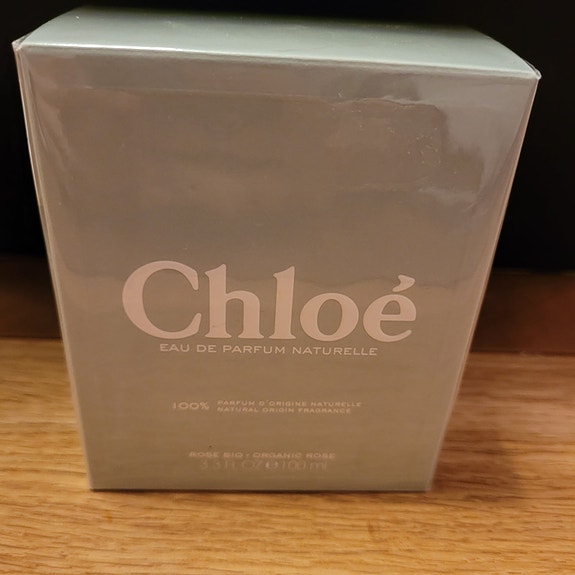 Chloé
EAU DE PARFUM NATURELLE
100% PARFUM D'ORIGINE NATURELLE
NATURAL ORIGIN FRAGRANCE
ROSE BIO - ORGANIC ROSE
3.3 FL OZ ℮ 100 ml